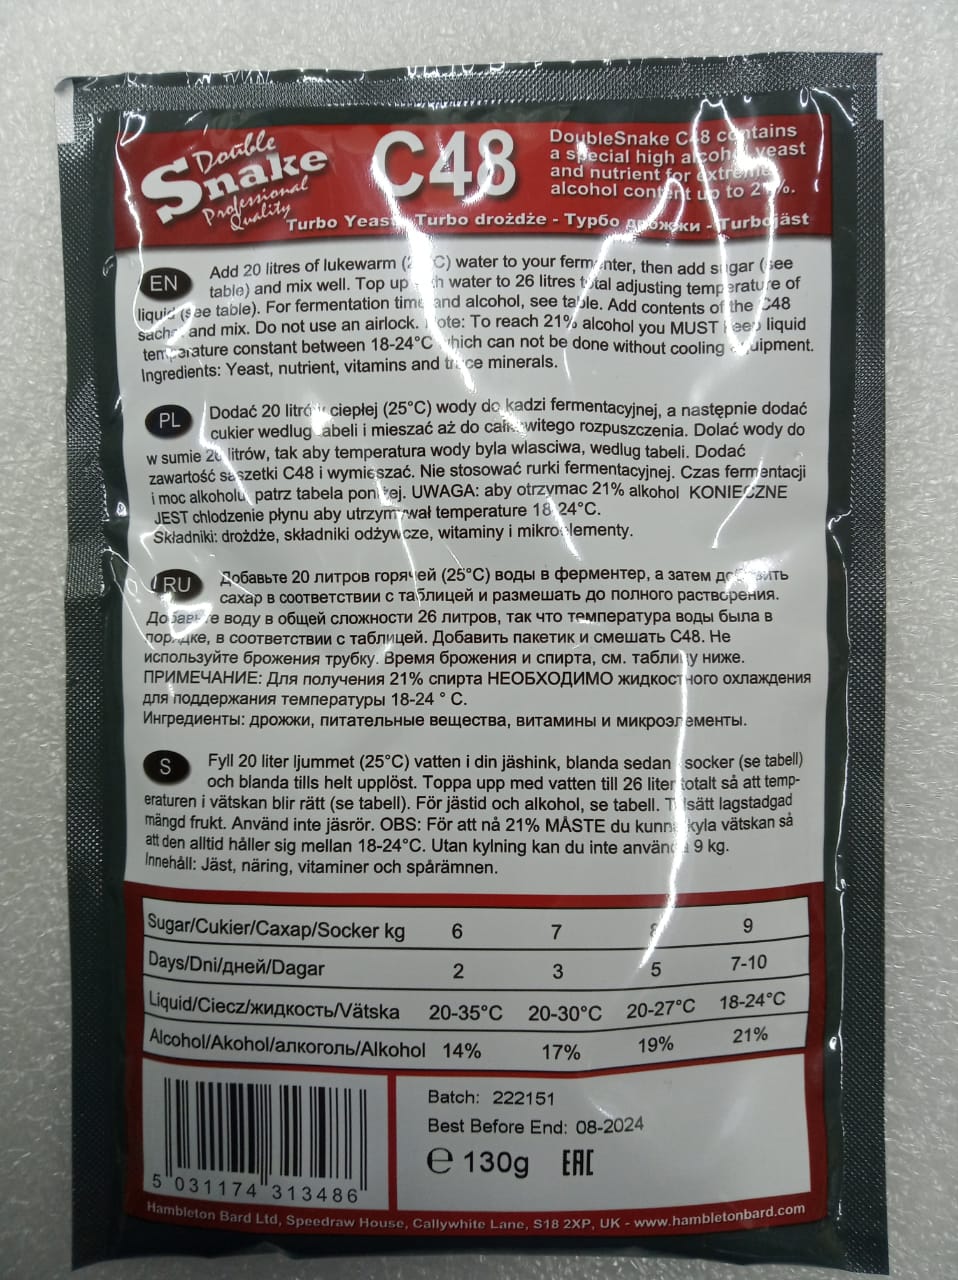 Double
Snake
Professional
Quality
C48
DoubleSnake C48 contains
a special high alcohol yeast
and nutrient for extreme
alcohol content up to 21%.
Turbo Yeast - Turbo drożdże - Турбо дрожжи - Turbojäst
EN
Add 20 litres of lukewarm (25°C) water to your fermenter, then add sugar (see
table) and mix well. Top up with water to 26 litres total adjusting temperature of
liquid (see table). For fermentation time and alcohol, see table. Add contents of the C48
sachet and mix. Do not use an airlock. Note: To reach 21% alcohol you MUST keep liquid
temperature constant between 18-24°C which can not be done without cooling equipment.
Ingredients: Yeast, nutrient, vitamins and trace minerals.
PL
Dodać 20 litrów ciepłej (25°C) wody do kadzi fermentacyjnej, a następnie dodać
cukier wedlug tabeli i mieszać aż do całkowitego rozpuszczenia. Dolać wody do
w sumie 26 litrów, tak aby temperatura wody byla wlasciwa, wedlug tabeli. Dodać
zawartość saszetki C48 i wymieszać. Nie stosować rurki fermentacyjnej. Czas fermentacji
i moc alkoholu, patrz tabela poniżej. UWAGA: aby otrzymac 21% alkohol KONIECZNE
JEST chlodzenie płynu aby utrzymywał temperature 18-24°C.
Składniki: drożdże, składniki odżywcze, witaminy i mikroelementy.
RU
Добавьте 20 литров горячей (25°C) воды в ферментер, а затем добавить
сахар в соответствии с таблицей и размешать до полного растворения.
Добавьте воду в общей сложности 26 литров, так что температура воды была в
порядке, в соответствии с таблицей. Добавить пакетик и смешать C48. Не
используйте брожения трубку. Время брожения и спирта, см. таблицу ниже.
ПРИМЕЧАНИЕ: Для получения 21% спирта НЕОБХОДИМО жидкостного охлаждения
для поддержания температуры 18-24 ° C.
Ингредиенты: дрожжи, питательные вещества, витамины и микроэлементы.
S
Fyll 20 liter ljummet (25°C) vatten i din jäshink, blanda sedan i socker (se tabell)
och blanda tills helt upplöst. Toppa upp med vatten till 26 liter totalt så att temp-
eraturen i vätskan blir rätt (se tabell). För jästid och alkohol, se tabell. Tillsätt lagstadgad
mängd frukt. Använd inte jäsrör. OBS: För att nå 21% MÅSTE du kunna kyla vätskan så
att den alltid håller sig mellan 18-24°C. Utan kylning kan du inte använda 9 kg.
Innehåll: Jäst, näring, vitaminer och spårämnen.
Sugar/Cukier/Caxap/Socker kg 6 7 8 9
Days/Dni/дней/Dagar 2 3 5 7-10
Liquid/Ciecz/жидкость/Vätska 20-35°C 20-30°C 20-27°C 18-24°C
Alcohol/Akohol/алкоголь/Alkohol 14% 17% 19% 21%
Batch: 222151
Best Before End: 08-2024
℮ 130g EAC
5 031174 313486
Hambleton Bard Ltd, Speedraw House, Callywhite Lane, S18 2XP, UK - www.hambletonbard.com